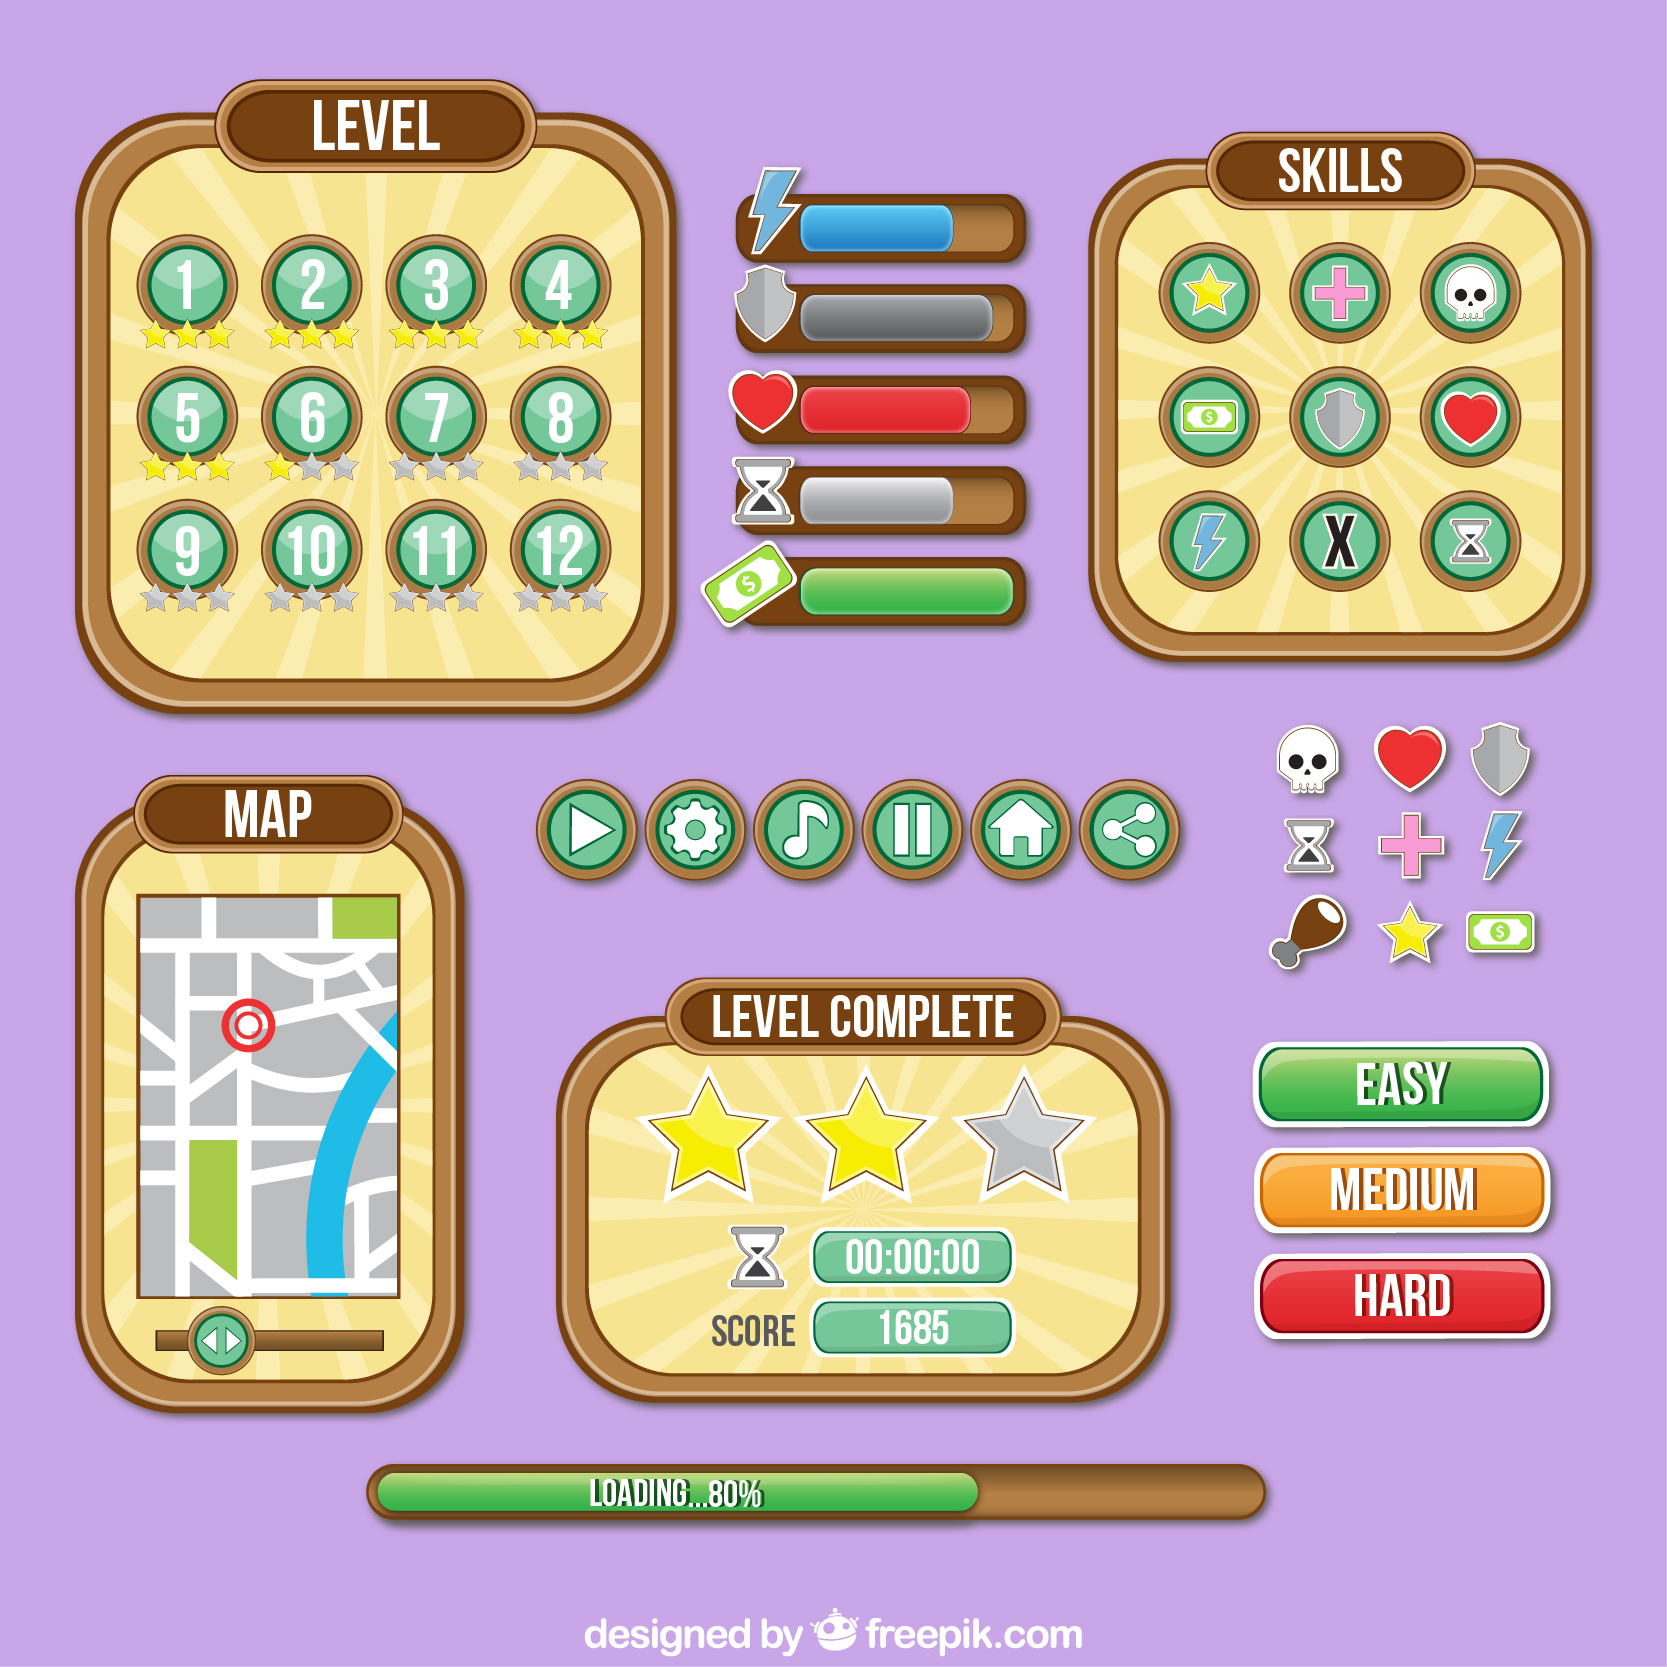 LEVEL
1 2 3 4
5 6 7 8
9 10 11 12
$
SKILLS
$
X
MAP
$
LEVEL COMPLETE
00:00:00
SCORE 1685
EASY
MEDIUM
HARD
LOADING...80%
designed by freepik.com